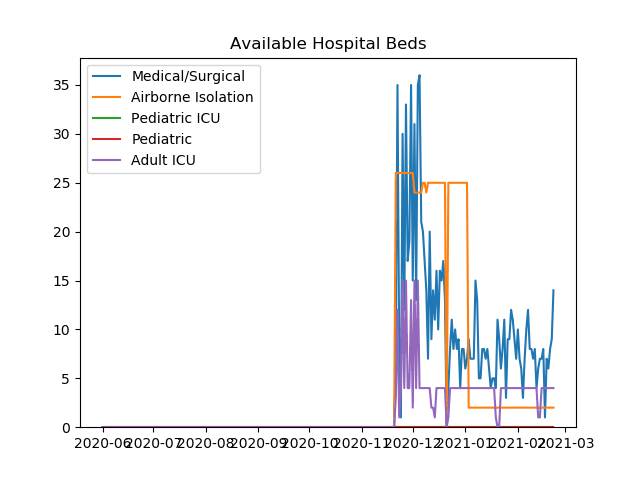 Available Hospital Beds
Medical/Surgical
Airborne Isolation
Pediatric ICU
Pediatric
Adult ICU
35
30
25
20
15
10
5
0
2020-06 2020-07 2020-08 2020-09 2020-10 2020-11 2020-12 2021-01 2021-02 2021-03